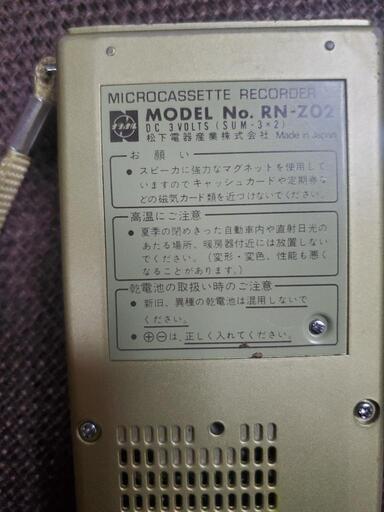 MICROCASSETTE RECORDER
ナショナル
MODEL No. RN-Z02
DC 3 VOLTS (SUM-3×2)
松下電器産業株式会社 Made in Japan
お願い
● スピーカに強力なマグネットを使用して
いますのでキャッシュカードや定期券な
どの磁気カード類を近づけないでください。
高温にご注意
● 夏季の閉めきった自動車内や直射日光の
あたる場所、暖房器付近には放置しない
でください。(変形・変色、性能も悪く
なることがあります。)
乾電池の取扱い時のご注意
● 新旧、異種の乾電池は混用しないで
ください。
● ⊕⊖は、正しく入れてください。